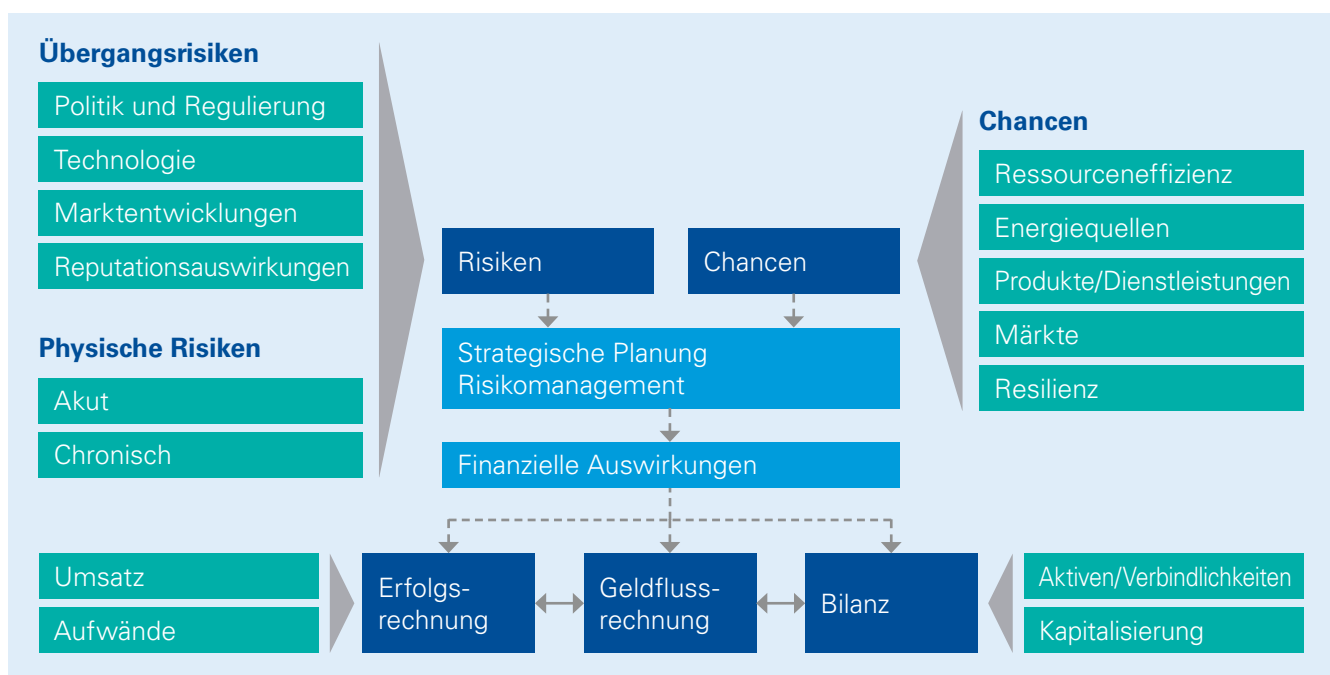 Übergangsrisiken
Politik und Regulierung
Technologie
Marktentwicklungen
Reputationsauswirkungen
Physische Risiken
Akut
Chronisch
Risiken
Chancen
Strategische Planung
Risikomanagement
Finanzielle Auswirkungen
Chancen
Ressourceneffizienz
Energiequellen
Produkte/Dienstleistungen
Märkte
Resilienz
Umsatz
Aufwände
Erfolgs-
rechnung
Geldfluss-
rechnung
Bilanz
Aktiven/Verbindlichkeiten
Kapitalisierung